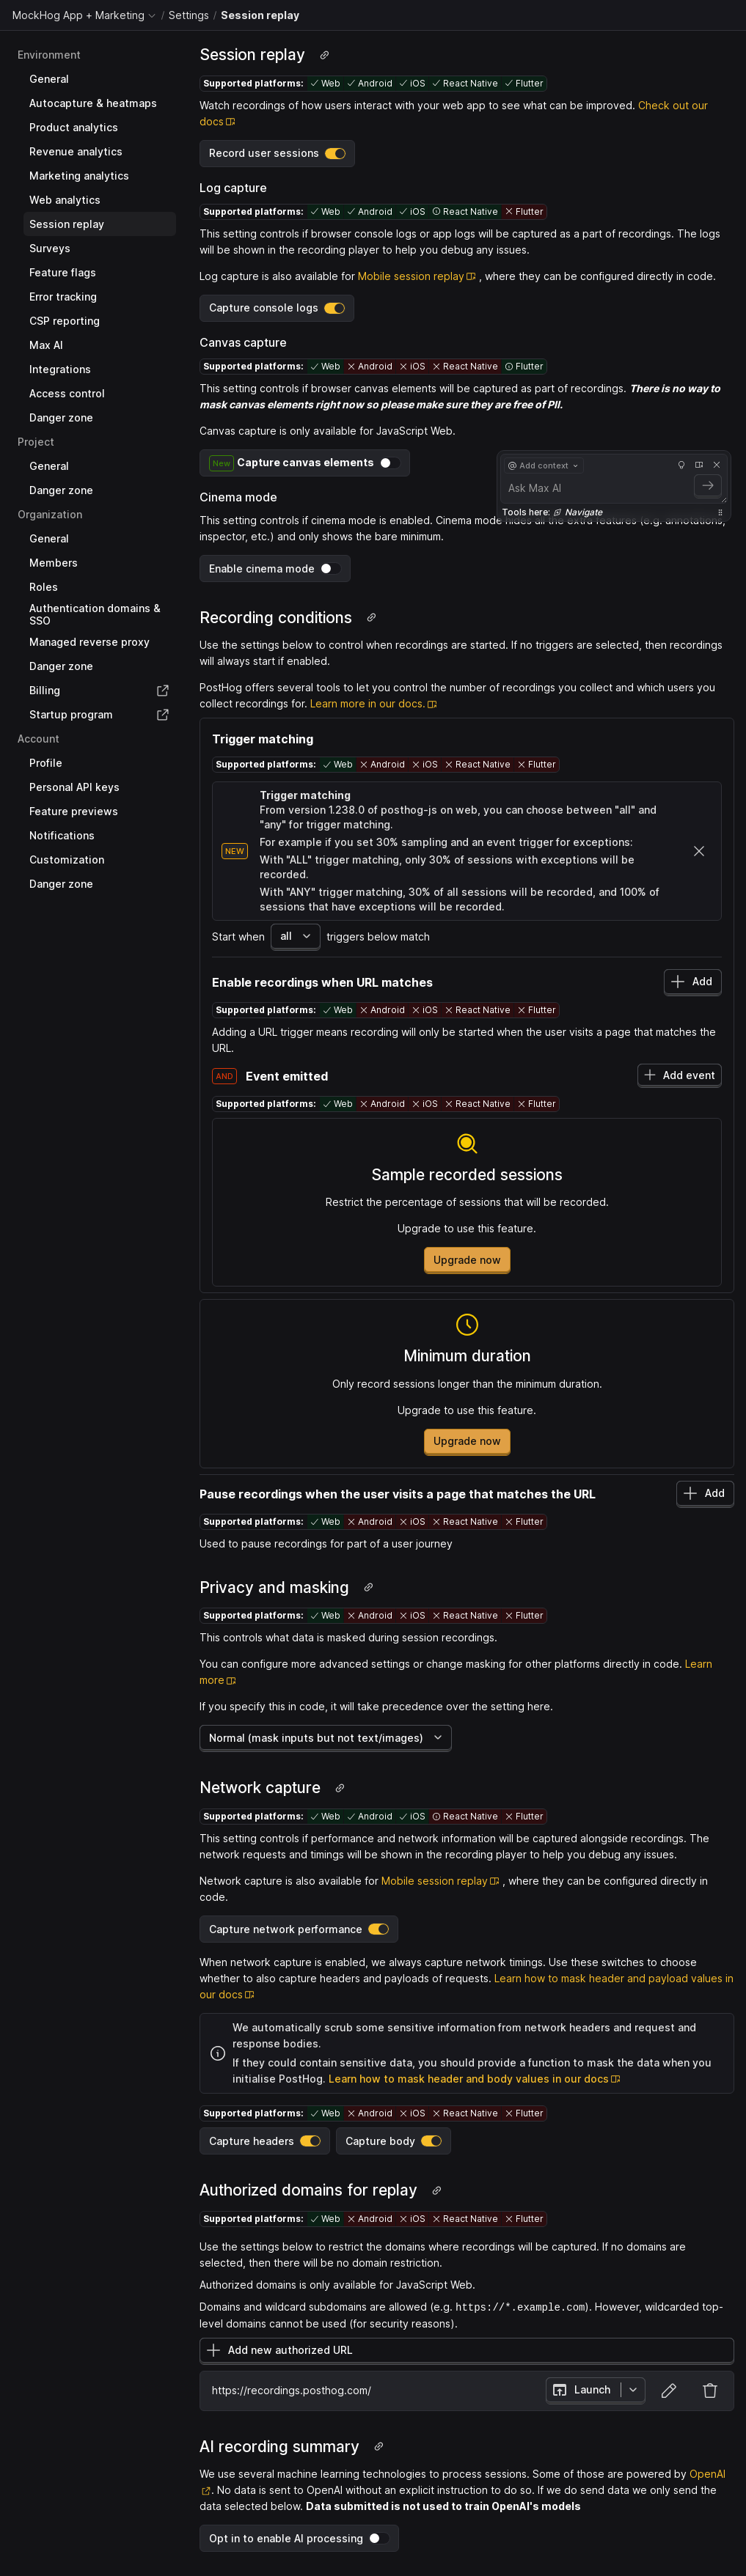 MockHog App + Marketing / Settings / Session replay
Environment
General
Autocapture & heatmaps
Product analytics
Revenue analytics
Marketing analytics
Web analytics
Session replay
Surveys
Feature flags
Error tracking
CSP reporting
Max AI
Integrations
Access control
Danger zone
Project
General
Danger zone
Organization
General
Members
Roles
Authentication domains &
SSO
Managed reverse proxy
Danger zone
Billing
Startup program
Account
Profile
Personal API keys
Feature previews
Notifications
Customization
Danger zone
Session replay
Supported platforms: Web Android iOS React Native Flutter
Watch recordings of how users interact with your web app to see what can be improved. Check out our
docs
Record user sessions
Log capture
Supported platforms: Web Android iOS React Native Flutter
This setting controls if browser console logs or app logs will be captured as a part of recordings. The logs
will be shown in the recording player to help you debug any issues.
Log capture is also available for Mobile session replay , where they can be configured directly in code.
Capture console logs
Canvas capture
Supported platforms: Web Android iOS React Native Flutter
This setting controls if browser canvas elements will be captured as part of recordings. There is no way to
mask canvas elements right now so please make sure they are free of PII.
Canvas capture is only available for JavaScript Web.
New Capture canvas elements
@ Add context
Ask Max AI
Tools here: Navigate
Cinema mode
This setting controls if cinema mode is enabled. Cinema mode hides all the extra features (e.g. annotations,
inspector, etc.) and only shows the bare minimum.
Enable cinema mode
Recording conditions
Use the settings below to control when recordings are started. If no triggers are selected, then recordings
will always start if enabled.
PostHog offers several tools to let you control the number of recordings you collect and which users you
collect recordings for. Learn more in our docs.
Trigger matching
Supported platforms: Web Android iOS React Native Flutter
NEW
Trigger matching
From version 1.238.0 of posthog-js on web, you can choose between "all" and
"any" for trigger matching.
For example if you set 30% sampling and an event trigger for exceptions:
With "ALL" trigger matching, only 30% of sessions with exceptions will be
recorded.
With "ANY" trigger matching, 30% of all sessions will be recorded, and 100% of
sessions that have exceptions will be recorded.
Start when all triggers below match
Enable recordings when URL matches
Add
Supported platforms: Web Android iOS React Native Flutter
Adding a URL trigger means recording will only be started when the user visits a page that matches the
URL.
AND Event emitted
Add event
Supported platforms: Web Android iOS React Native Flutter
Sample recorded sessions
Restrict the percentage of sessions that will be recorded.
Upgrade to use this feature.
Upgrade now
Minimum duration
Only record sessions longer than the minimum duration.
Upgrade to use this feature.
Upgrade now
Pause recordings when the user visits a page that matches the URL
Add
Supported platforms: Web Android iOS React Native Flutter
Used to pause recordings for part of a user journey
Privacy and masking
Supported platforms: Web Android iOS React Native Flutter
This controls what data is masked during session recordings.
You can configure more advanced settings or change masking for other platforms directly in code. Learn
more
If you specify this in code, it will take precedence over the setting here.
Normal (mask inputs but not text/images)
Network capture
Supported platforms: Web Android iOS React Native Flutter
This setting controls if performance and network information will be captured alongside recordings. The
network requests and timings will be shown in the recording player to help you debug any issues.
Network capture is also available for Mobile session replay , where they can be configured directly in
code.
Capture network performance
When network capture is enabled, we always capture network timings. Use these switches to choose
whether to also capture headers and payloads of requests. Learn how to mask header and payload values in
our docs
We automatically scrub some sensitive information from network headers and request and
response bodies.
If they could contain sensitive data, you should provide a function to mask the data when you
initialise PostHog. Learn how to mask header and body values in our docs
Supported platforms: Web Android iOS React Native Flutter
Capture headers
Capture body
Authorized domains for replay
Supported platforms: Web Android iOS React Native Flutter
Use the settings below to restrict the domains where recordings will be captured. If no domains are
selected, then there will be no domain restriction.
Authorized domains is only available for JavaScript Web.
Domains and wildcard subdomains are allowed (e.g. https://*.example.com). However, wildcarded top-
level domains cannot be used (for security reasons).
Add new authorized URL
https://recordings.posthog.com/
Launch
AI recording summary
We use several machine learning technologies to process sessions. Some of those are powered by OpenAI
. No data is sent to OpenAI without an explicit instruction to do so. If we do send data we only send the
data selected below. Data submitted is not used to train OpenAI's models
Opt in to enable AI processing